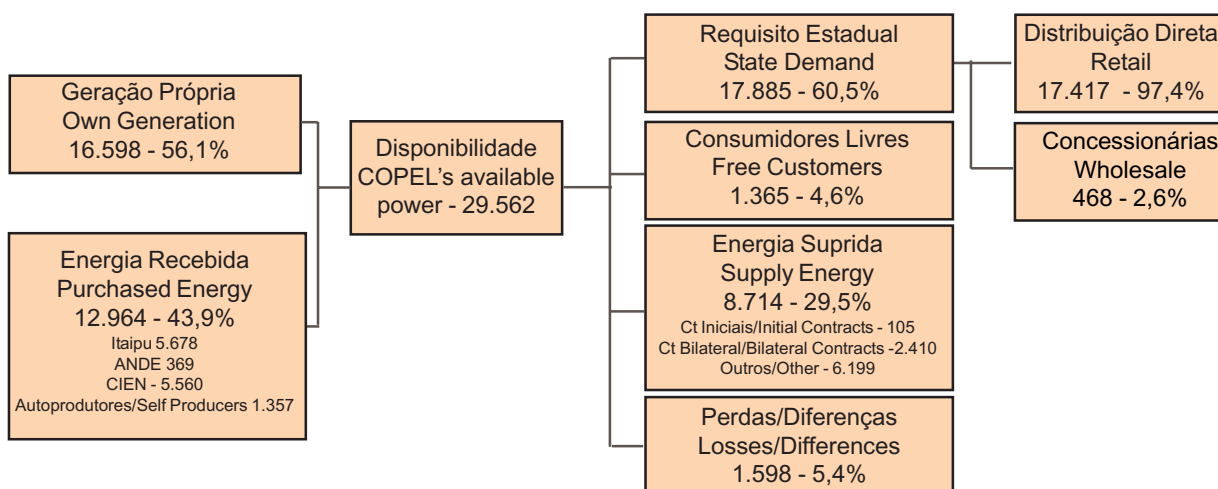 Geração Própria
Own Generation
16.598 - 56,1%
Energia Recebida
Purchased Energy
12.964 - 43,9%
Itaipu 5.678
ANDE 369
CIEN - 5.560
Autoprodutores/Self Producers 1.357
Disponibilidade
COPEL's available
power - 29.562
Requisito Estadual
State Demand
17.885 - 60,5%
Consumidores Livres
Free Customers
1.365 - 4,6%
Energia Suprida
Supply Energy
8.714 - 29,5%
Ct Iniciais/Initial Contracts - 105
Ct Bilateral/Bilateral Contracts -2.410
Outros/Other - 6.199
Perdas/Diferenças
Losses/Differences
1.598 - 5,4%
Distribuição Direta
Retail
17.417 - 97,4%
Concessionárias
Wholesale
468 - 2,6%